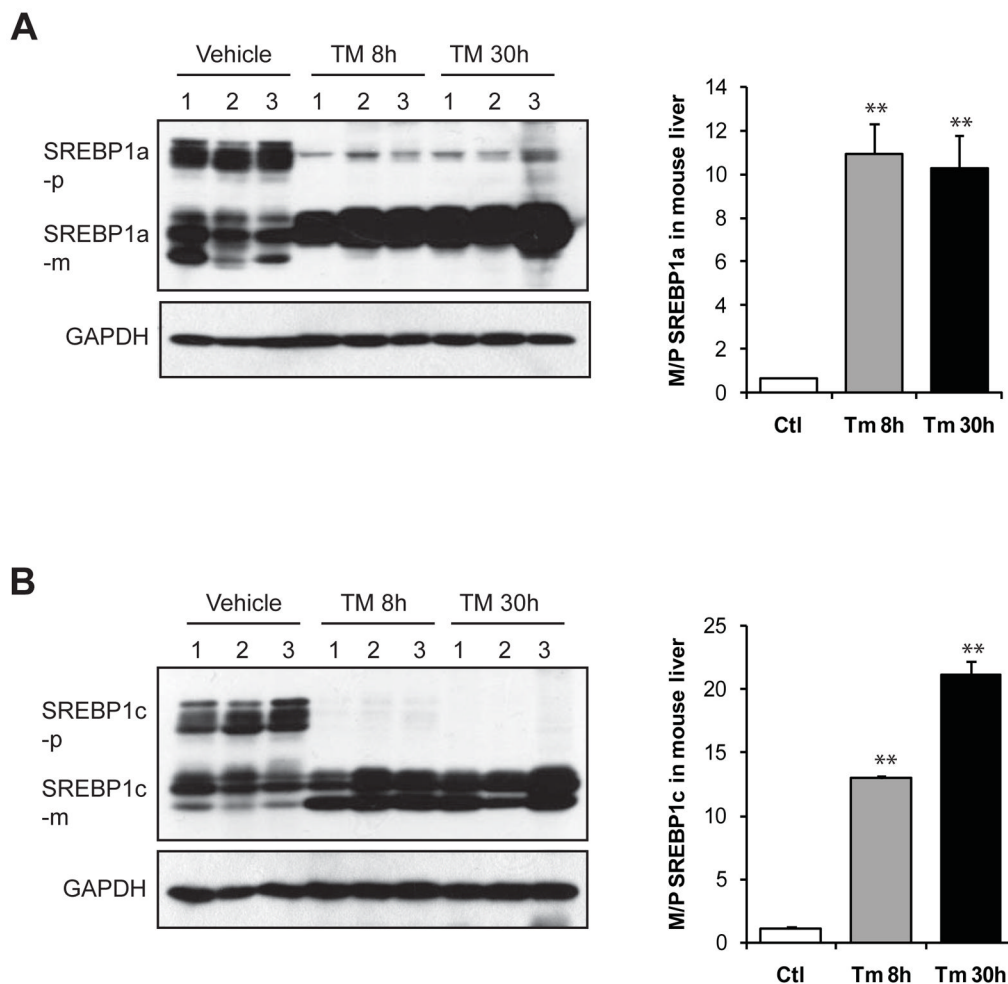 A
Vehicle TM 8h TM 30h
1 2 3 1 2 3 1 2 3
SREBP1a
-p
SREBP1a
-m
GAPDH
M/P SREBP1a in mouse liver
14
12
10
8
6
4
2
0
**
**
Ctl Tm 8h Tm 30h
B
Vehicle TM 8h TM 30h
1 2 3 1 2 3 1 2 3
SREBP1c
-p
SREBP1c
-m
GAPDH
M/P SREBP1c in mouse liver
25
20
15
10
5
0
**
**
Ctl Tm 8h Tm 30h